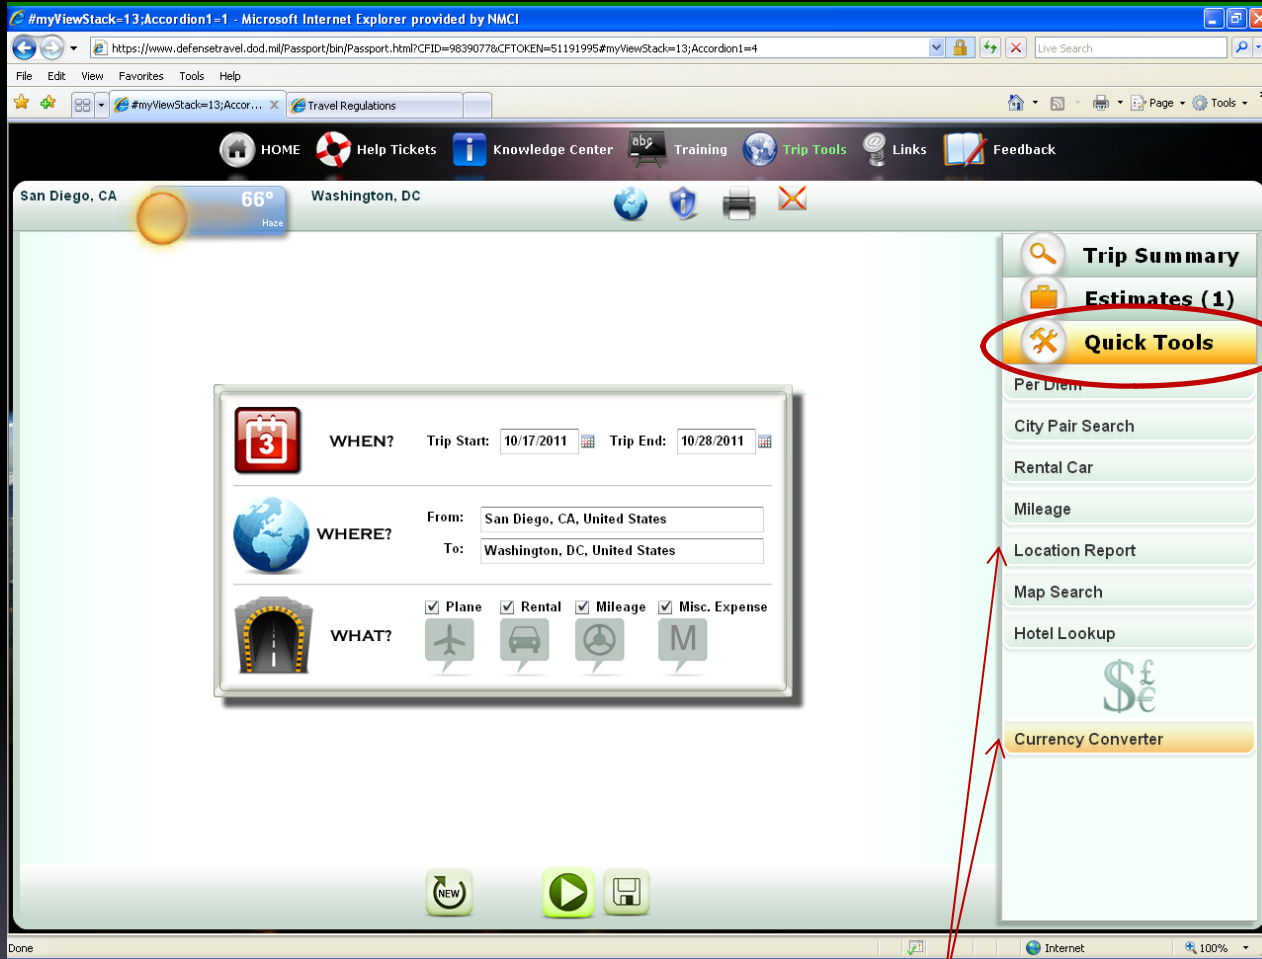 #myViewStack=13;Accordion1=1 - Microsoft Internet Explorer provided by NMCI
https://www.defensetravel.dod.mil/Passport/bin/Passport.html?CFID=9839077&CFTOKEN=51191995#myViewStack=13;Accordion1=4
Live Search
File Edit View Favorites Tools Help
#myViewStack=13;Accor... Travel Regulations Page Tools
HOME Help Tickets i Knowledge Center abc Training Trip Tools Links Feedback
San Diego, CA 66° Washington, DC
Haze
Trip Summary
Estimates (1)
Quick Tools
Per Diem
City Pair Search
Rental Car
Mileage
Location Report
Map Search
Hotel Lookup
$£€
Currency Converter
3 WHEN? Trip Start: 10/17/2011 Trip End: 10/28/2011
WHERE? From: San Diego, CA, United States
To: Washington, DC, United States
WHAT? Plane Rental Mileage Misc. Expense
M
NEW
Done Internet 100%